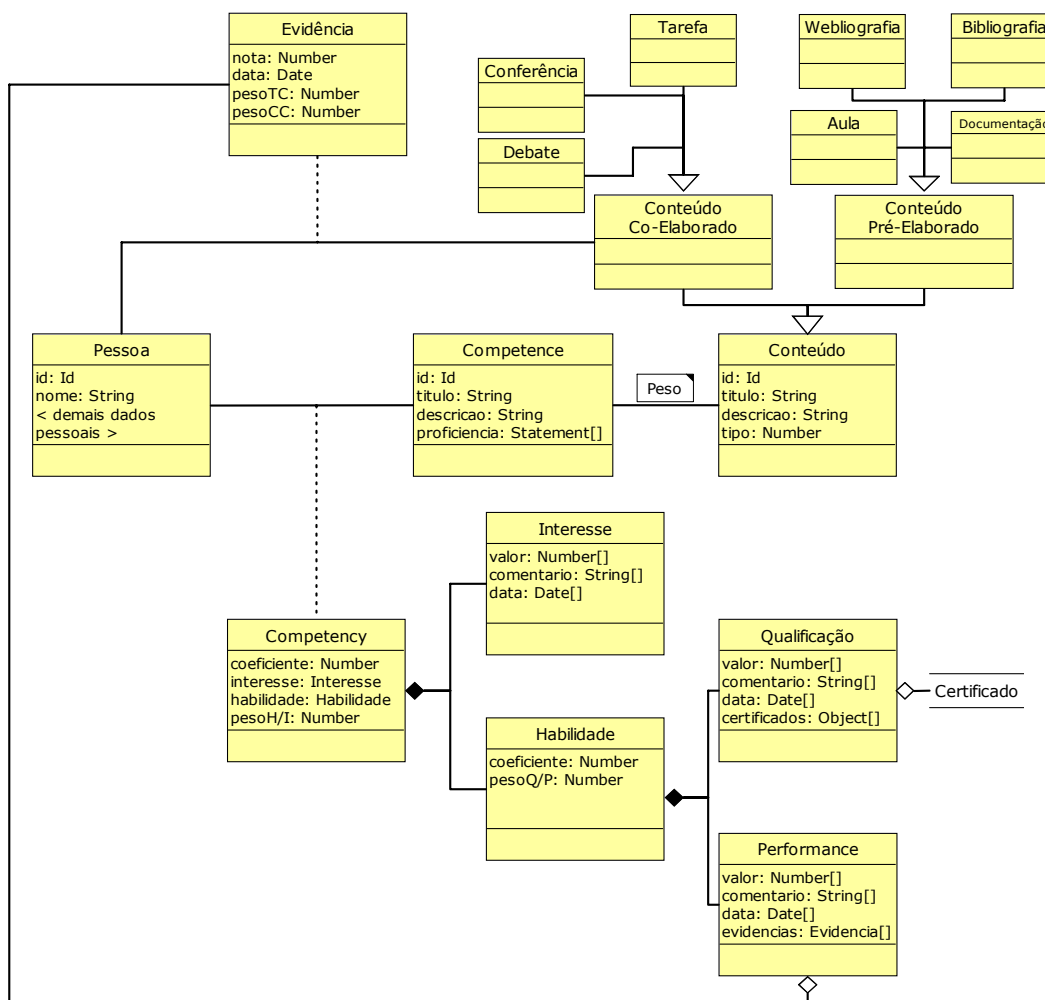 Evidência
nota: Number
data: Date
pesoTC: Number
pesoCC: Number
Tarefa
Conferência
Debate
Webliografia
Bibliografia
Aula
Documentação
Conteúdo
Co-Elaborado
Conteúdo
Pré-Elaborado
Pessoa
id: Id
nome: String
< demais dados
pessoais >
Competence
id: Id
titulo: String
descricao: String
proficiencia: Statement[]
Peso
Conteúdo
id: Id
titulo: String
descricao: String
tipo: Number
Interesse
valor: Number[]
comentario: String[]
data: Date[]
Competency
coeficiente: Number
interesse: Interesse
habilidade: Habilidade
pesoH/I: Number
Habilidade
coeficiente: Number
pesoQ/P: Number
Qualificação
valor: Number[]
comentario: String[]
data: Date[]
certificados: Object[]
Certificado
Performance
valor: Number[]
comentario: String[]
data: Date[]
evidencias: Evidencia[]